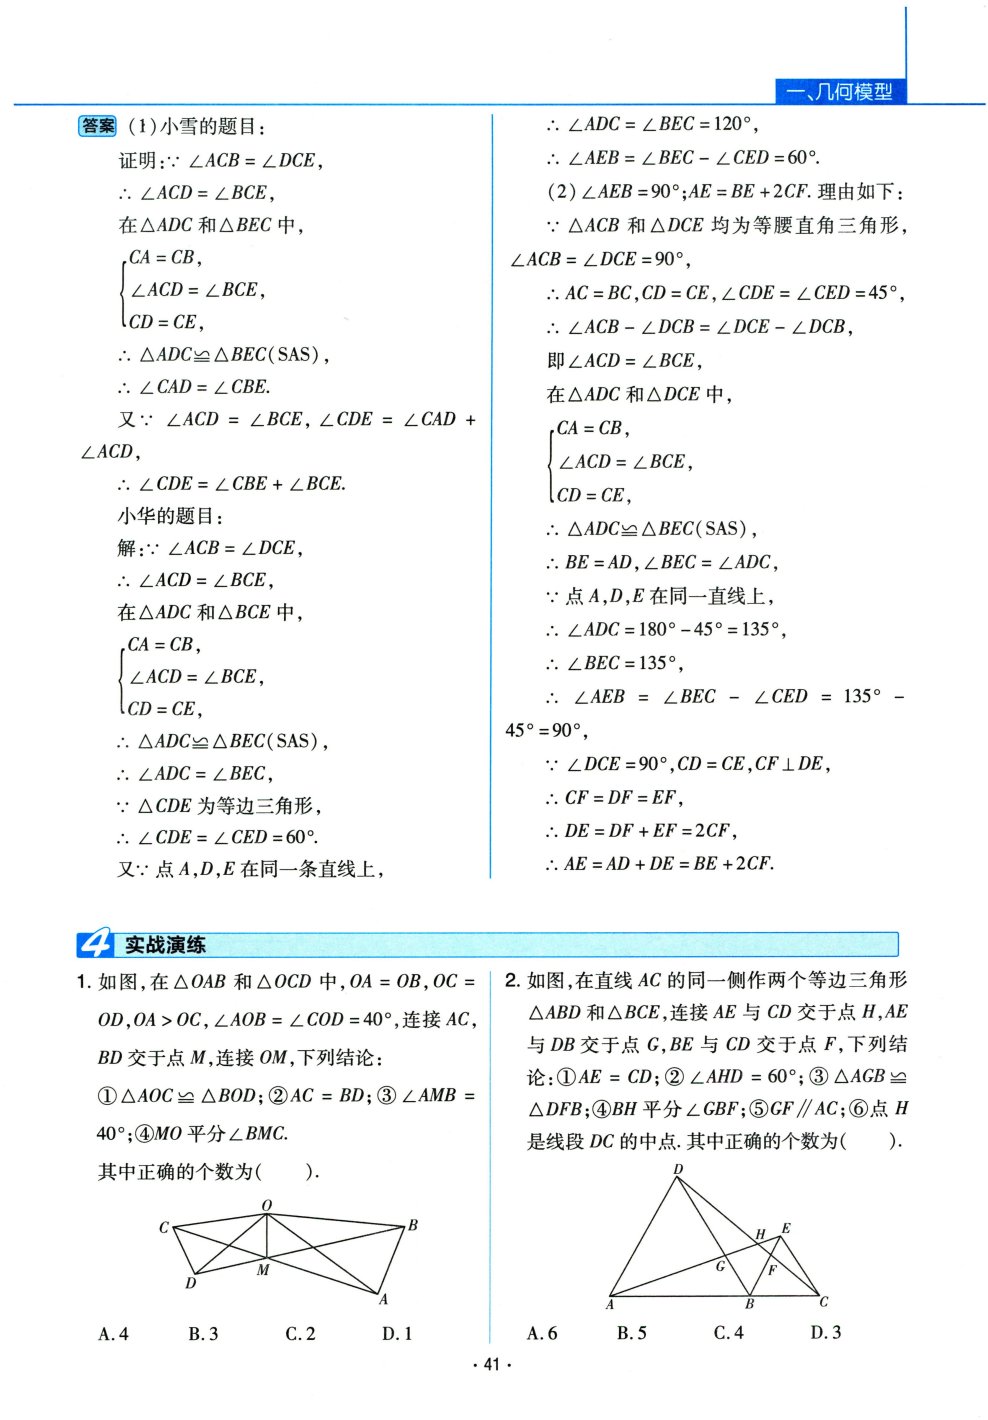 一、几何模型
答案 (1)小雪的题目:
证明:∵ ∠ACB = ∠DCE,
∴ ∠ACD = ∠BCE,
在△ADC 和△BEC 中,
CA = CB,
∠ACD = ∠BCE,
CD = CE,
∴ △ADC≌△BEC(SAS),
∴ ∠CAD = ∠CBE.
又∵ ∠ACD = ∠BCE, ∠CDE = ∠CAD +
∠ACD,
∴ ∠CDE = ∠CBE + ∠BCE.
小华的题目:
解:∵ ∠ACB = ∠DCE,
∴ ∠ACD = ∠BCE,
在△ADC 和△BCE 中,
CA = CB,
∠ACD = ∠BCE,
CD = CE,
∴ △ADC≌△BEC(SAS),
∴ ∠ADC = ∠BEC,
∵ △CDE 为等边三角形,
∴ ∠CDE = ∠CED = 60°.
又∵ 点 A,D,E 在同一条直线上,
∴ ∠ADC = ∠BEC = 120°,
∴ ∠AEB = ∠BEC - ∠CED = 60°.
(2)∠AEB = 90°;AE = BE + 2CF. 理由如下:
∵ △ACB 和△DCE 均为等腰直角三角形,
∠ACB = ∠DCE = 90°,
∴ AC = BC,CD = CE,∠CDE = ∠CED = 45°,
∴ ∠ACB - ∠DCB = ∠DCE - ∠DCB,
即∠ACD = ∠BCE,
在△ADC 和△DCE 中,
CA = CB,
∠ACD = ∠BCE,
CD = CE,
∴ △ADC≌△BEC(SAS),
∴ BE = AD,∠BEC = ∠ADC,
∵ 点 A,D,E 在同一直线上,
∴ ∠ADC = 180° - 45° = 135°,
∴ ∠BEC = 135°,
∴ ∠AEB = ∠BEC - ∠CED = 135° -
45° = 90°,
∵ ∠DCE = 90°,CD = CE,CF⊥DE,
∴ CF = DF = EF,
∴ DE = DF + EF = 2CF,
∴ AE = AD + DE = BE + 2CF.
4 实战演练
1. 如图,在△OAB 和△OCD 中,OA = OB,OC =
OD,OA > OC,∠AOB = ∠COD = 40°,连接 AC,
BD 交于点 M,连接 OM,下列结论:
①△AOC ≌ △BOD;②AC = BD;③∠AMB =
40°;④MO 平分∠BMC.
其中正确的个数为( ).
O
C
B
D
M
A
A. 4 B. 3 C. 2 D. 1
2. 如图,在直线 AC 的同一侧作两个等边三角形
△ABD 和△BCE,连接 AE 与 CD 交于点 H,AE
与 DB 交于点 G,BE 与 CD 交于点 F,下列结
论:①AE = CD;②∠AHD = 60°;③△AGB ≌
△DFB;④BH 平分∠GBF;⑤GF∥AC;⑥点 H
是线段 DC 的中点. 其中正确的个数为( ).
D
H E
G
F
A
B
C
A. 6 B. 5 C. 4 D. 3
· 41 ·